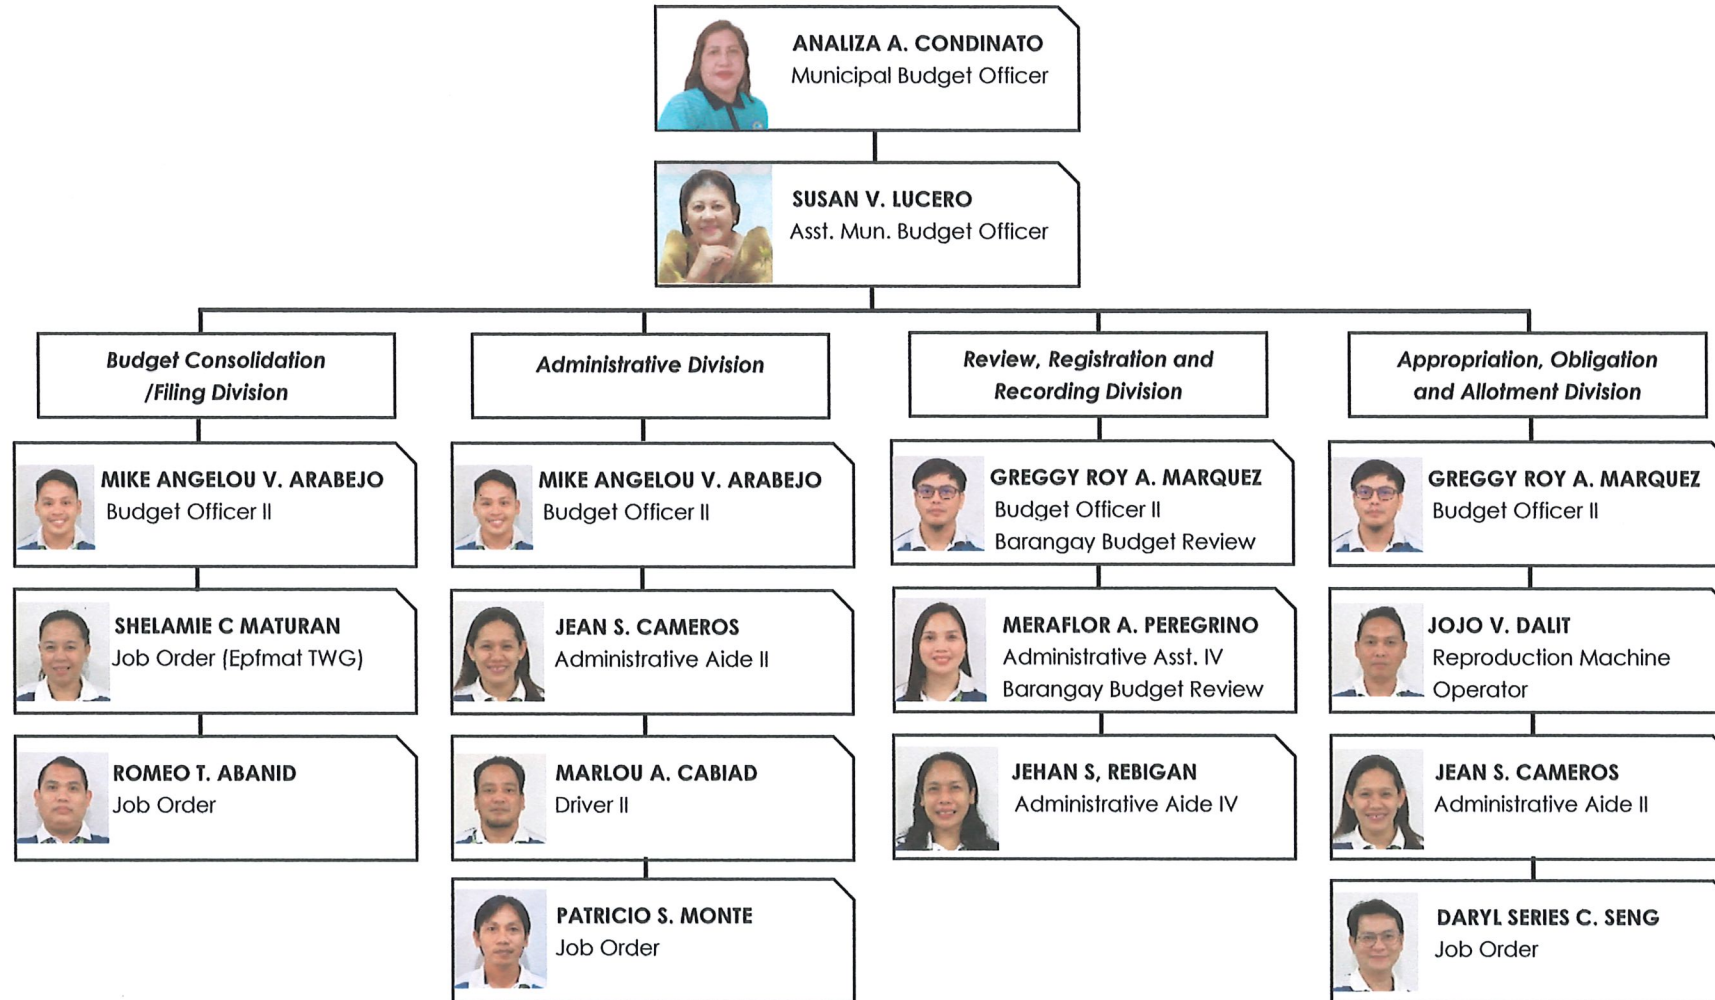 ANALIZA A. CONDINATO
Municipal Budget Officer
SUSAN V. LUCERO
Asst. Mun. Budget Officer
Budget Consolidation
/Filing Division
MIKE ANGELOU V. ARABEJO
Budget Officer II
SHELAMIE C MATURAN
Job Order (Epfmat TWG)
ROMEO T. ABANID
Job Order
Administrative Division
MIKE ANGELOU V. ARABEJO
Budget Officer II
JEAN S. CAMEROS
Administrative Aide II
MARLOU A. CABIAD
Driver II
PATRICIO S. MONTE
Job Order
Review, Registration and
Recording Division
GREGGY ROY A. MARQUEZ
Budget Officer II
Barangay Budget Review
MERAFLOR A. PEREGRINO
Administrative Asst. IV
Barangay Budget Review
JEHAN S, REBIGAN
Administrative Aide IV
Appropriation, Obligation
and Allotment Division
GREGGY ROY A. MARQUEZ
Budget Officer II
JOJO V. DALIT
Reproduction Machine
Operator
JEAN S. CAMEROS
Administrative Aide II
DARYL SERIES C. SENG
Job Order